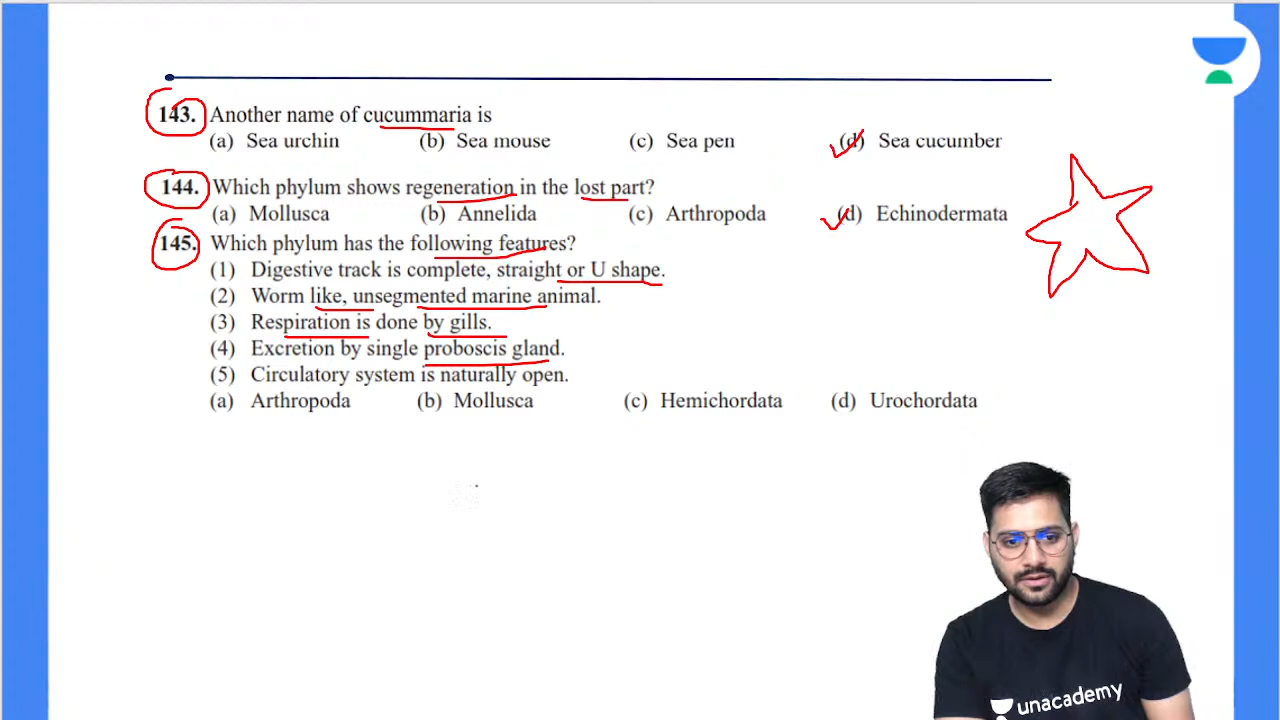 143. Another name of cucummaria is
(a) Sea urchin (b) Sea mouse (c) Sea pen (d) Sea cucumber
144. Which phylum shows regeneration in the lost part?
(a) Mollusca (b) Annelida (c) Arthropoda (d) Echinodermata
145. Which phylum has the following features?
(1) Digestive track is complete, straight or U shape.
(2) Worm like, unsegmented marine animal.
(3) Respiration is done by gills.
(4) Excretion by single proboscis gland.
(5) Circulatory system is naturally open.
(a) Arthropoda (b) Mollusca (c) Hemichordata (d) Urochordata
unacademy